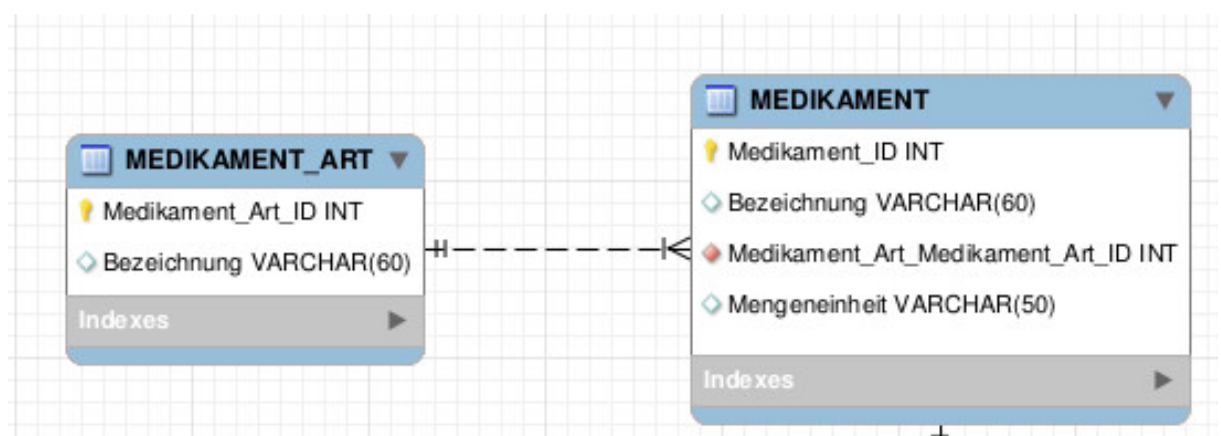 MEDIKAMENT_ART
Medikament_Art_ID INT
Bezeichnung VARCHAR(60)
Indexes
MEDIKAMENT
Medikament_ID INT
Bezeichnung VARCHAR(60)
Medikament_Art_Medikament_Art_ID INT
Mengeneinheit VARCHAR(50)
Indexes